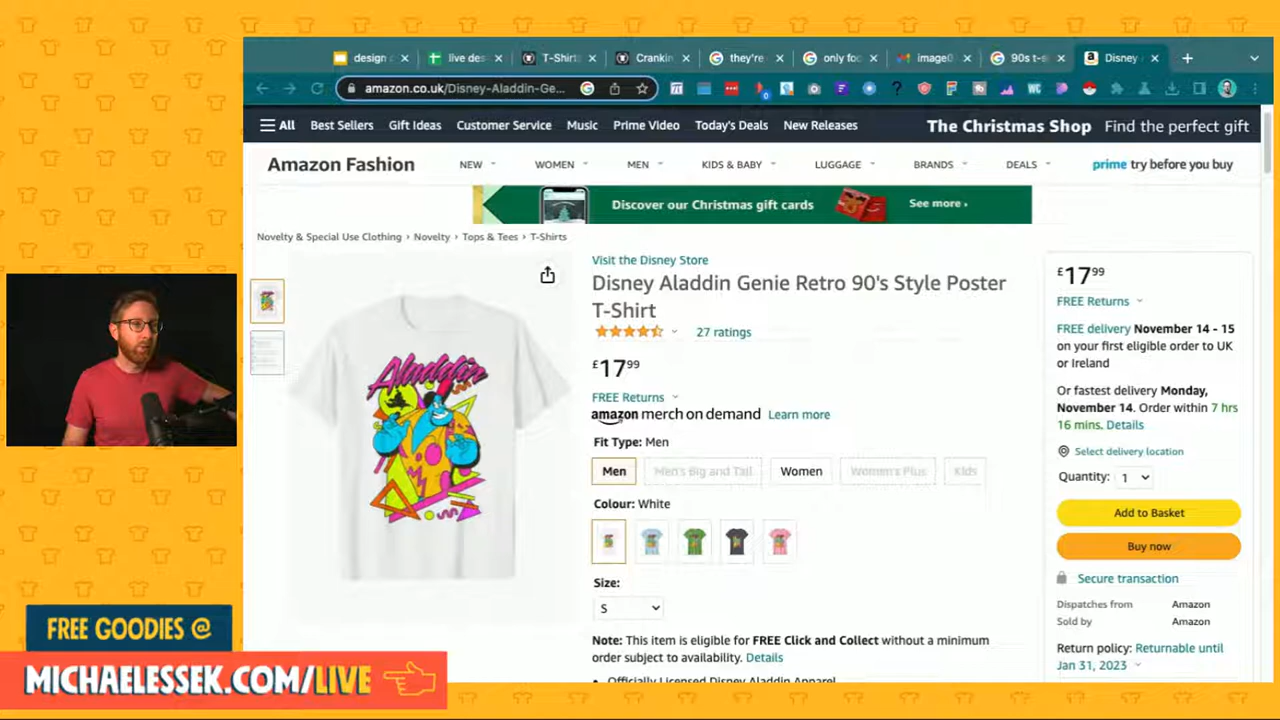 design
live des
T-Shirt
Crankin
they're
only foc
image0
90s t-s
Disney
amazon.co.uk/Disney-Aladdin-Ge...
All
Best Sellers
Gift Ideas
Customer Service
Music
Prime Video
Today's Deals
New Releases
The Christmas Shop Find the perfect gift
Amazon Fashion
NEW
WOMEN
MEN
KIDS & BABY
LUGGAGE
BRANDS
DEALS
prime try before you buy
Discover our Christmas gift cards
See more ›
Novelty & Special Use Clothing › Novelty › Tops & Tees › T-Shirts
Aladdin
Visit the Disney Store
Disney Aladdin Genie Retro 90's Style Poster
T-Shirt
27 ratings
£17⁹⁹
FREE Returns
amazon merch on demand Learn more
Fit Type: Men
Men
Men's Big and Tall
Women
Women's Plus
Kids
Colour: White
Size:
S
Note: This item is eligible for FREE Click and Collect without a minimum
order subject to availability. Details
• Officially Licensed Disney Aladdin Apparel
£17⁹⁹
FREE Returns
FREE delivery November 14 - 15
on your first eligible order to UK
or Ireland
Or fastest delivery Monday,
November 14. Order within 7 hrs
16 mins. Details
Select delivery location
Quantity: 1
Add to Basket
Buy now
Secure transaction
Dispatches from Amazon
Sold by Amazon
Return policy: Returnable until
Jan 31, 2023
FREE GOODIES @
MICHAELESSEK.COM/LIVE